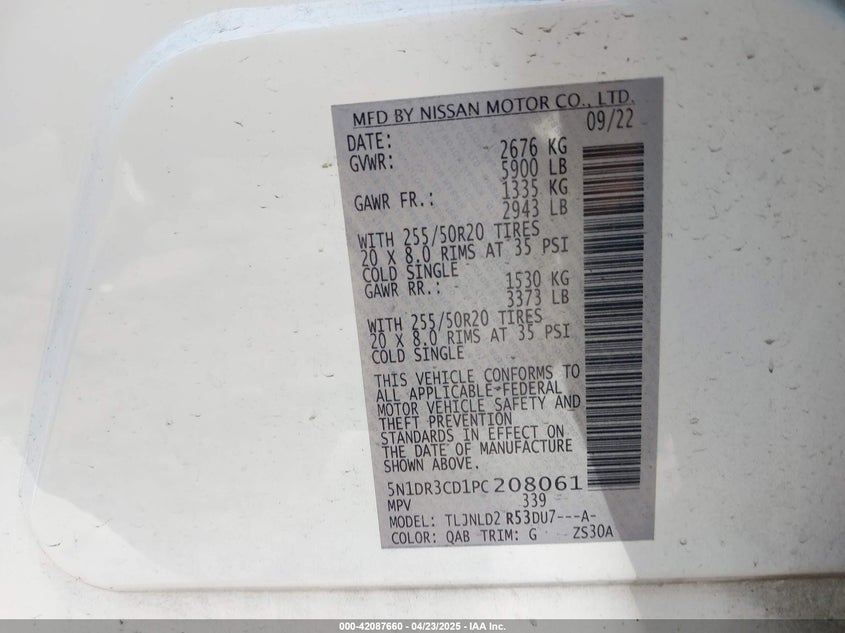 MFD BY NISSAN MOTOR CO., LTD.
DATE: 09/22
GVWR: 2676 KG
5900 LB
GAWR FR.: 1335 KG
2943 LB
WITH 255/50R20 TIRES
20 X 8.0 RIMS AT 35 PSI
COLD SINGLE
GAWR RR.: 1530 KG
3373 LB
WITH 255/50R20 TIRES
20 X 8.0 RIMS AT 35 PSI
COLD SINGLE
THIS VEHICLE CONFORMS TO
ALL APPLICABLE FEDERAL
MOTOR VEHICLE SAFETY AND
THEFT PREVENTION
STANDARDS IN EFFECT ON
THE DATE OF MANUFACTURE
SHOWN ABOVE.
5N1DR3CD1PC208061
MPV 339
MODEL: TLJNLD2 R53DU7---A-
COLOR: QAB TRIM: G ZS30A
000-42087660 - 04/23/2025 - IAA Inc.